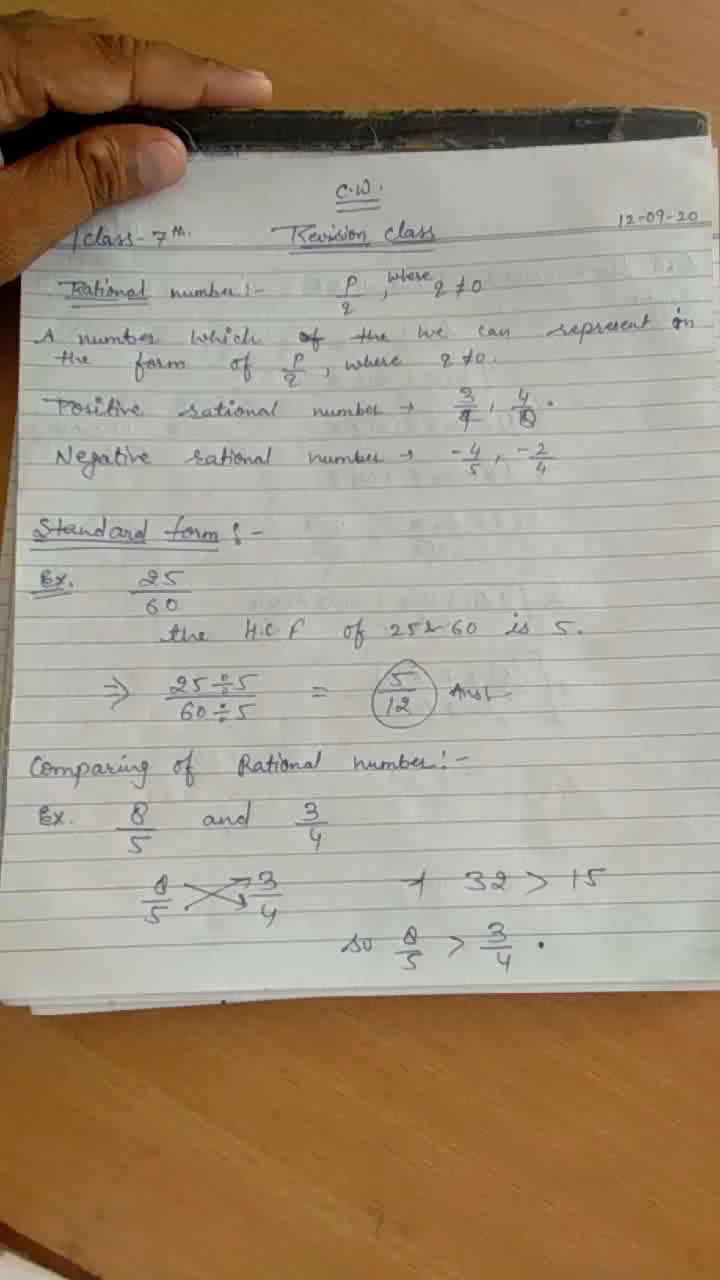 C.W.
Class - 7th. Revision class 12-09-20
Rational number :- p/q , where q ≠ 0
A number which of the we can represent in
the form of p/q , where q ≠ 0.
Positive rational number → 3/4 , 4/8 .
Negative rational number → -4/5 , -2/4
Standard form :-
Ex. 25/60
the H.C.F of 25 & 60 is 5.
⇒ 25÷5/60÷5 = 5/12 Ans
Comparing of Rational number :-
Ex. 8/5 and 3/4
8/5 3/4 → 32 > 15
so 8/5 > 3/4 .